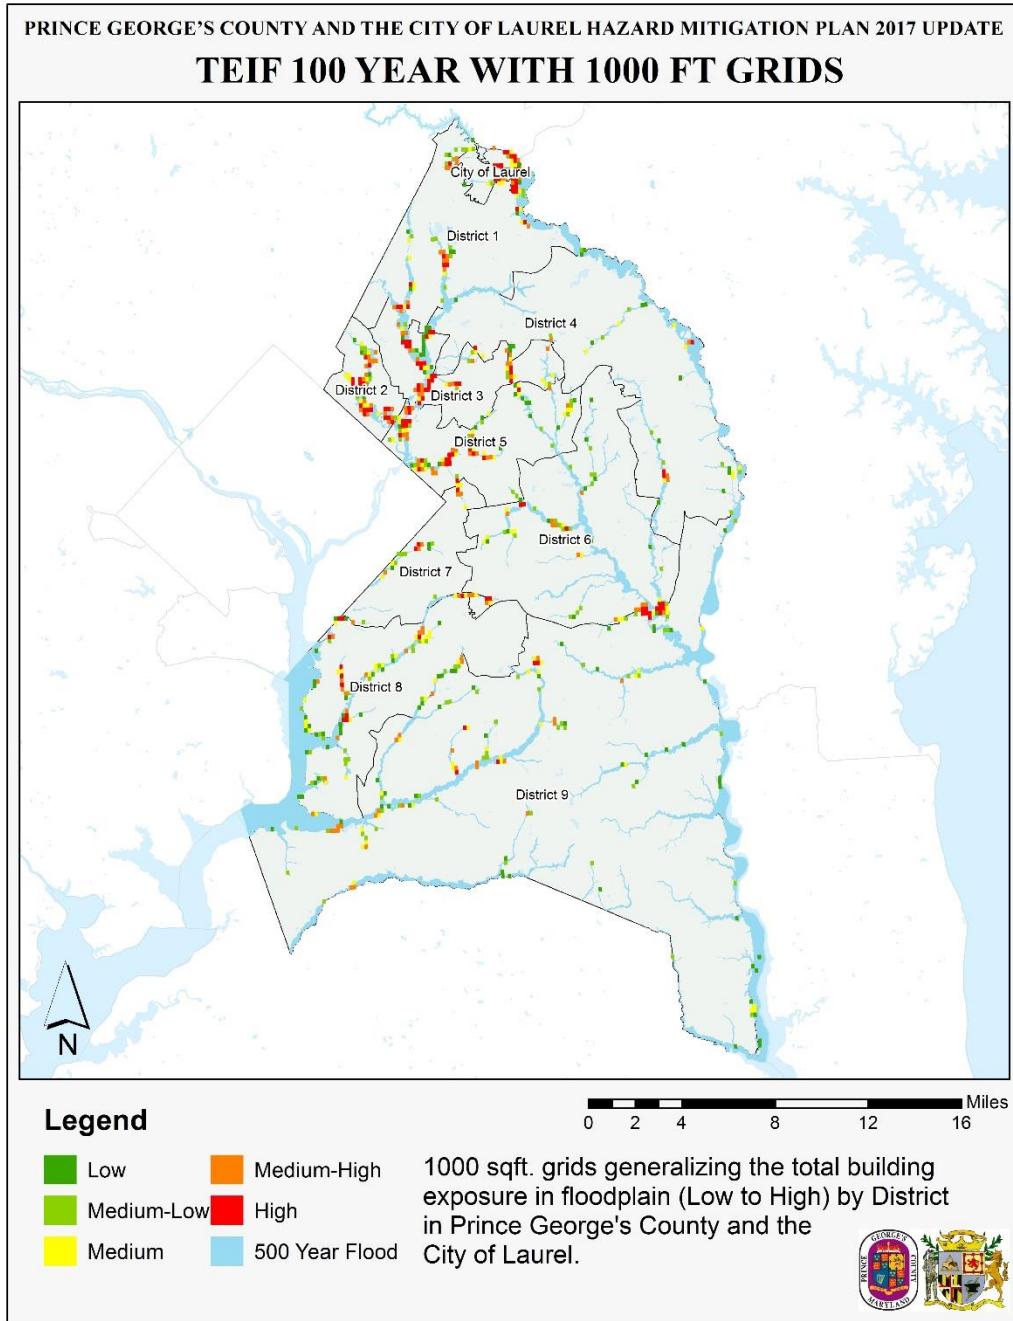 PRINCE GEORGE'S COUNTY AND THE CITY OF LAUREL HAZARD MITIGATION PLAN 2017 UPDATE
TEIF 100 YEAR WITH 1000 FT GRIDS
City of Laurel
District 1
District 4
District 2
District 3
District 5
District 6
District 7
District 8
District 9
N
Legend
Low
Medium-Low
Medium
Medium-High
High
500 Year Flood
Miles
0 2 4 8 12 16
1000 sqft. grids generalizing the total building
exposure in floodplain (Low to High) by District
in Prince George's County and the
City of Laurel.
PRINCE GEORGE'S COUNTY
MARYLAND